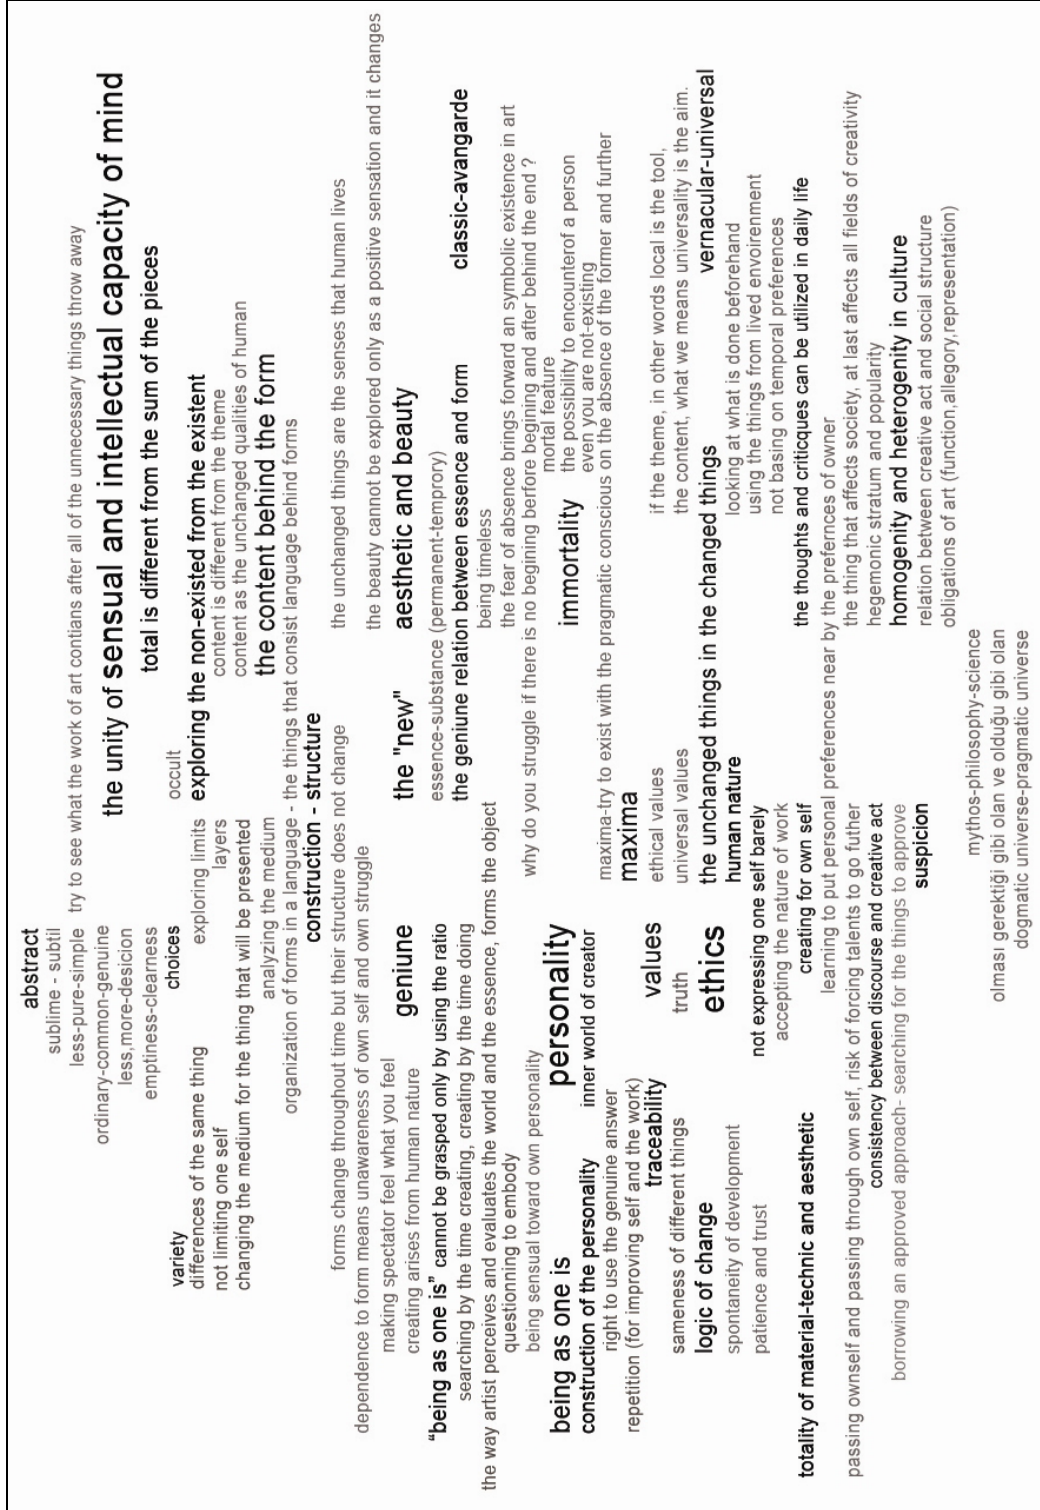 abstract
sublime - subtil
less-pure-simple
try to see what the work of art contians after all of the unnecessary things throw away
ordinary-common-genuine
the unity of sensual and intellectual capacity of mind
less,more-desicion
emptiness-clearness
total is different from the sum of the pieces
choices
occult
variety
differences of the same thing
exploring limits
exploring the non-existed from the existent
not limiting one self
layers
content is different from the theme
changing the medium for the thing that will be presented
content as the unchanged qualities of human
analyzing the medium
the content behind the form
organization of forms in a language - the things that consist language behind forms
construction - structure
forms change throughout time but their structure does not change
the unchanged things are the senses that human lives
dependence to form means unawareness of own self and own struggle
the beauty cannot be explored only as a positive sensation and it changes
making spectator feel what you feel
geniune
the "new"
aesthetic and beauty
creating arises from human nature
"being as one is" cannot be grasped only by using the ratio
essence-substance (permanent-temprory)
searching by the time creating, creating by the time doing
the geniune relation between essence and form
classic-avangarde
the way artist perceives and evaluates the world and the essence, forms the object
being timeless
questionning to embody
the fear of absence brings forward an symbolic existence in art
being sensual toward own personality
why do you struggle if there is no begining berfore begining and after behind the end ?
mortal feature
being as one is
personality
immortality
the possibility to encounterof a person
construction of the personality
inner world of creator
even you are not-existing
right to use the genuine answer
maxima-try to exist with the pragmatic conscious on the absence of the former and further
repetition (for improving self and the work)
maxima
traceability
values
ethical values
if the theme, in other words local is the tool,
sameness of different things
truth
universal values
the content, what we means universality is the aim.
logic of change
ethics
the unchanged things in the changed things
vernacular-universal
spontaneity of development
human nature
looking at what is done beforehand
patience and trust
not expressing one self barely
using the things from lived envoirenment
accepting the nature of work
not basing on temporal preferences
totality of material-technic and aesthetic
creating for own self
the thoughts and criticques can be utilized in daily life
learning to put personal preferences near by the prefernces of owner
passing ownself and passing through own self, risk of forcing talents to go futher
the thing that affects society, at last affects all fields of creativity
consistency between discourse and creative act
hegemonic stratum and popularity
borrowing an approved approach- searching for the things to approve
homogenity and heterogenity in culture
suspicion
relation between creative act and social structure
obligations of art (function,allegory,representation)
mythos-philosophy-science
olması gerektiği gibi olan ve olduğu gibi olan
dogmatic universe-pragmatic universe